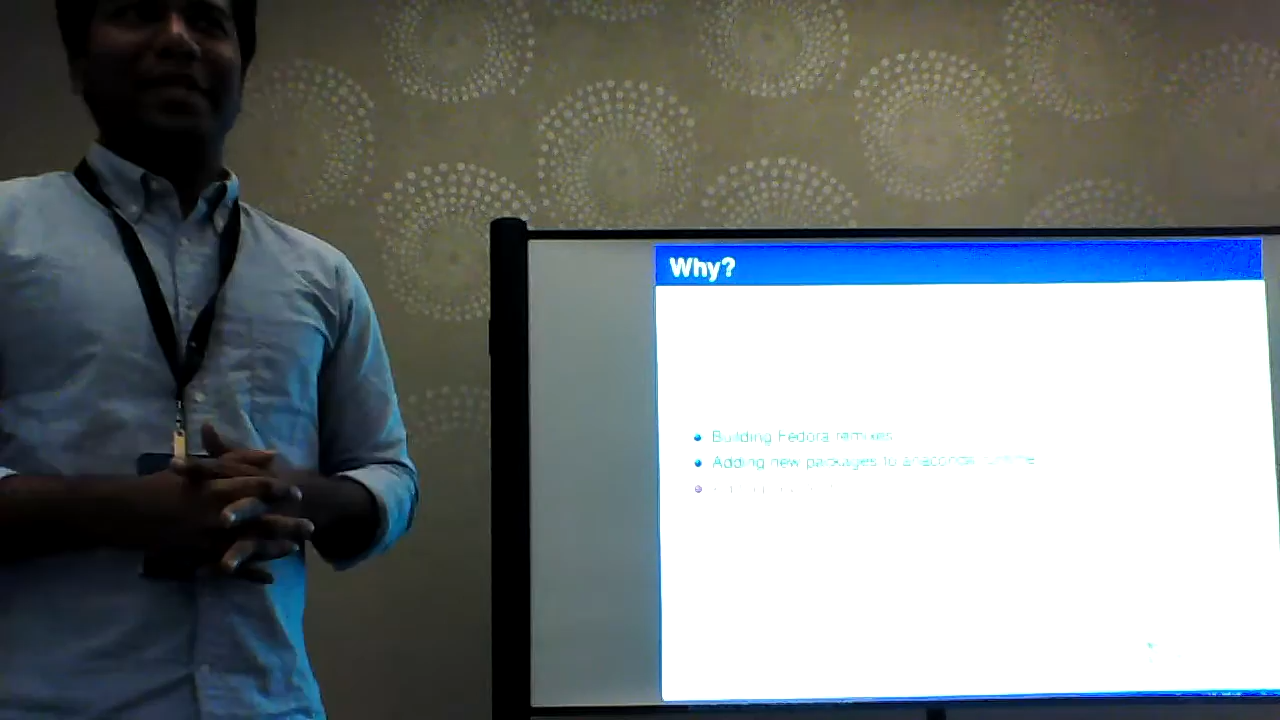 Why?
Building Fedora remixes
Adding new packages to anaconda runtime